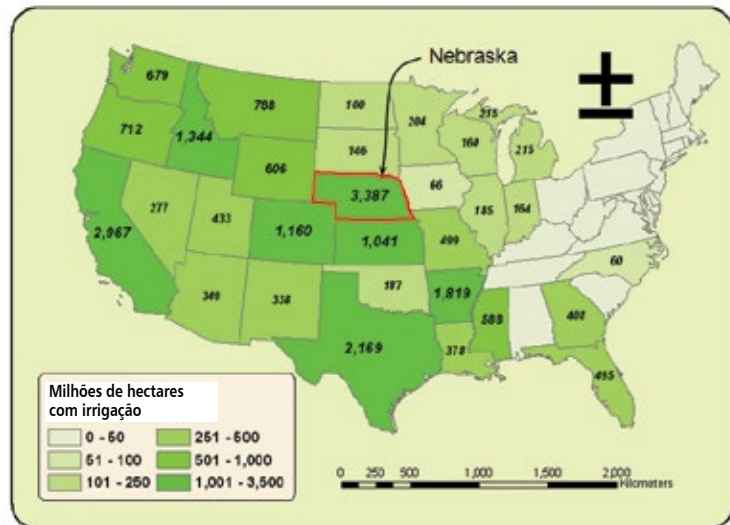 Nebraska
679
788
100
304
235
712
1,344
146
160
215
606
3,387
66
277
433
1,160
1,041
185
164
2,967
499
60
349
338
187
1,819
588
408
2,169
378
495
Milhões de hectares
com irrigação
0 - 50
251 - 500
51 - 100
501 - 1,000
101 - 250
1,001 - 3,500
0 250 500 1,000 1,500 2,000
Kilometers